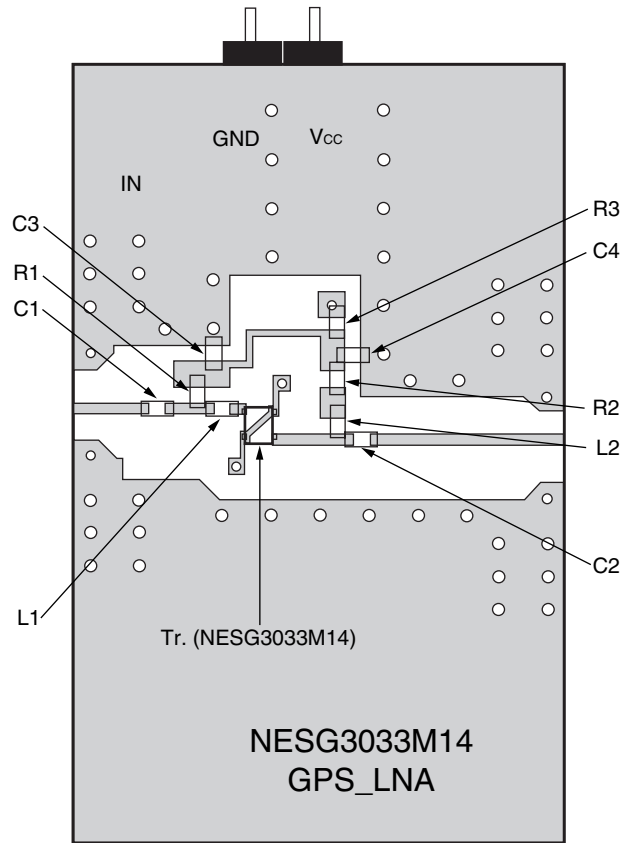 GND
Vcc
IN
C3
R1
C1
L1
R3
C4
R2
L2
C2
Tr. (NESG3033M14)
NESG3033M14
GPS_LNA